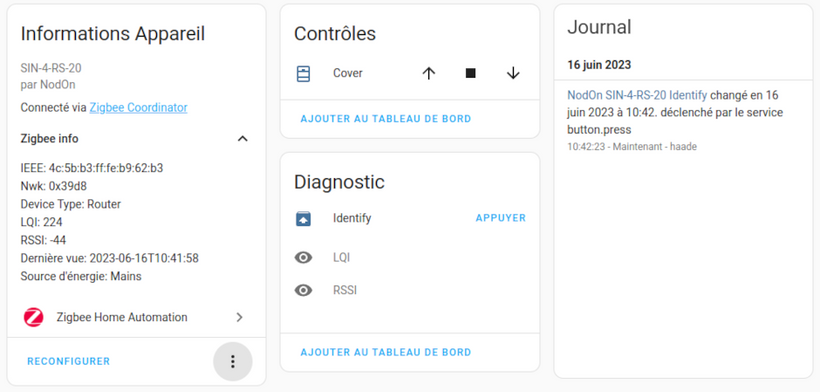 Informations Appareil
SIN-4-RS-20
par NodOn
Connecté via Zigbee Coordinator
Zigbee info
IEEE: 4c:5b:b3:ff:fe:b9:62:b3
Nwk: 0x39d8
Device Type: Router
LQI: 224
RSSI: -44
Dernière vue: 2023-06-16T10:41:58
Source d'énergie: Mains
Zigbee Home Automation
RECONFIGURER
Contrôles
Cover
AJOUTER AU TABLEAU DE BORD
Diagnostic
Identify
APPUYER
LQI
RSSI
AJOUTER AU TABLEAU DE BORD
Journal
16 juin 2023
NodOn SIN-4-RS-20 Identify changé en 16
juin 2023 à 10:42. déclenché par le service
button.press
10:42:23 - Maintenant - haade